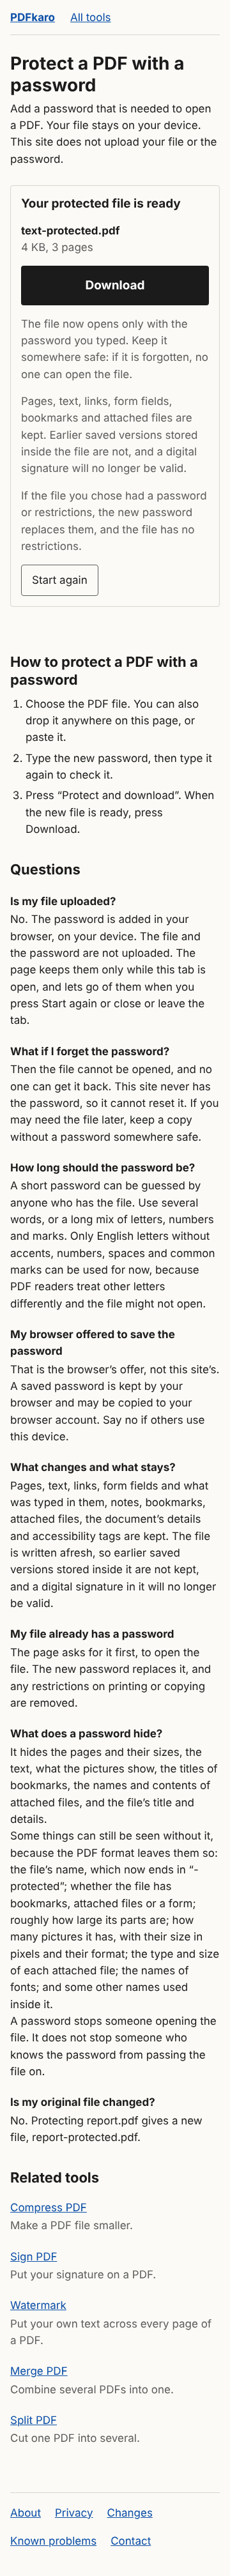 PDFkaro All tools
Protect a PDF with a
password
Add a password that is needed to open
a PDF. Your file stays on your device.
This site does not upload your file or the
password.
Your protected file is ready
text-protected.pdf
4 KB, 3 pages
Download
The file now opens only with the
password you typed. Keep it
somewhere safe: if it is forgotten, no
one can open the file.
Pages, text, links, form fields,
bookmarks and attached files are
kept. Earlier saved versions stored
inside the file are not, and a digital
signature will no longer be valid.
If the file you chose had a password
or restrictions, the new password
replaces them, and the file has no
restrictions.
Start again
How to protect a PDF with a
password
1. Choose the PDF file. You can also
drop it anywhere on this page, or
paste it.
2. Type the new password, then type it
again to check it.
3. Press “Protect and download”. When
the new file is ready, press
Download.
Questions
Is my file uploaded?
No. The password is added in your
browser, on your device. The file and
the password are not uploaded. The
page keeps them only while this tab is
open, and lets go of them when you
press Start again or close or leave the
tab.
What if I forget the password?
Then the file cannot be opened, and no
one can get it back. This site never has
the password, so it cannot reset it. If you
may need the file later, keep a copy
without a password somewhere safe.
How long should the password be?
A short password can be guessed by
anyone who has the file. Use several
words, or a long mix of letters, numbers
and marks. Only English letters without
accents, numbers, spaces and common
marks can be used for now, because
PDF readers treat other letters
differently and the file might not open.
My browser offered to save the
password
That is the browser’s offer, not this site’s.
A saved password is kept by your
browser and may be copied to your
browser account. Say no if others use
this device.
What changes and what stays?
Pages, text, links, form fields and what
was typed in them, notes, bookmarks,
attached files, the document’s details
and accessibility tags are kept. The file
is written afresh, so earlier saved
versions stored inside it are not kept,
and a digital signature in it will no longer
be valid.
My file already has a password
The page asks for it first, to open the
file. The new password replaces it, and
any restrictions on printing or copying
are removed.
What does a password hide?
It hides the pages and their sizes, the
text, what the pictures show, the titles of
bookmarks, the names and contents of
attached files, and the file’s title and
details.
Some things can still be seen without it,
because the PDF format leaves them so:
the file’s name, which now ends in “-
protected”; whether the file has
bookmarks, attached files or a form;
roughly how large its parts are; how
many pictures it has, with their size in
pixels and their format; the type and size
of each attached file; the names of
fonts; and some other names used
inside it.
A password stops someone opening the
file. It does not stop someone who
knows the password from passing the
file on.
Is my original file changed?
No. Protecting report.pdf gives a new
file, report-protected.pdf.
Related tools
Compress PDF
Make a PDF file smaller.
Sign PDF
Put your signature on a PDF.
Watermark
Put your own text across every page of
a PDF.
Merge PDF
Combine several PDFs into one.
Split PDF
Cut one PDF into several.
About Privacy Changes
Known problems Contact